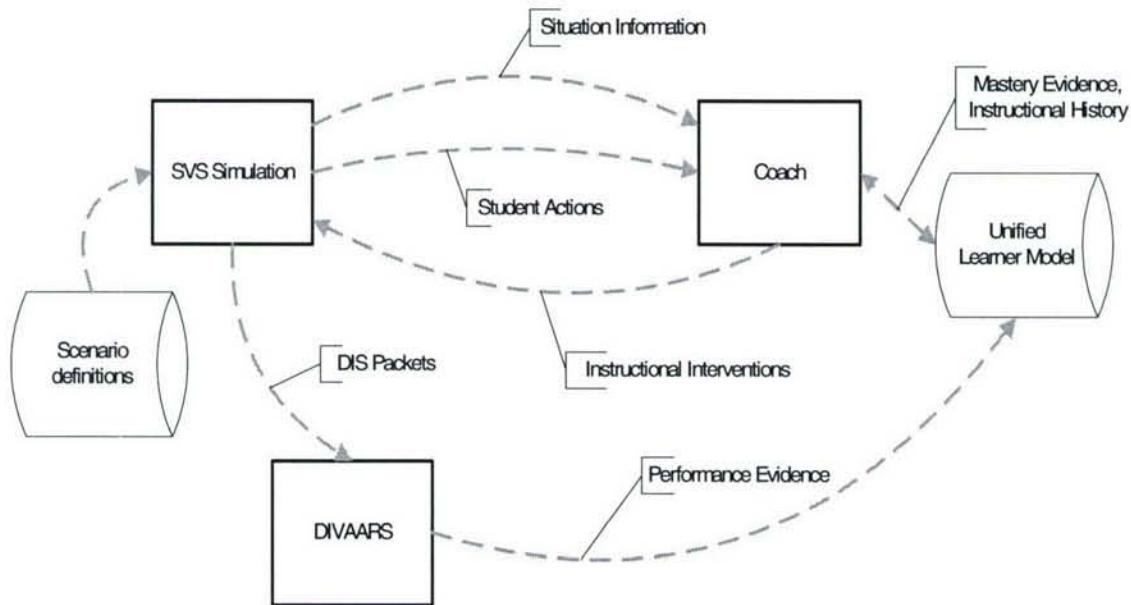 Situation Information
Mastery Evidence,
Instructional History
SVS Simulation
Coach
Student Actions
Unified
Learner Model
Scenario
definitions
DIS Packets
Instructional Interventions
Performance Evidence
DIVAARS